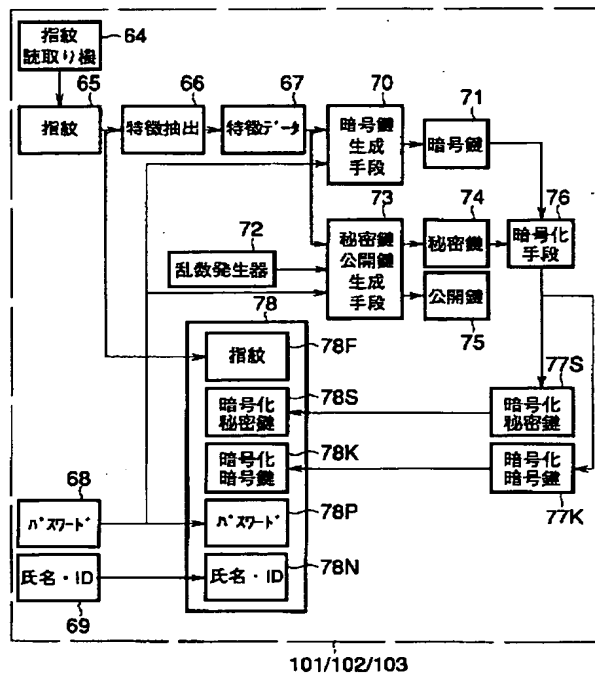 指紋
読取り機
64
65
66
67
70
71
指紋
特徴抽出
特徴データ
暗号鍵
生成
手段
暗号鍵
72
73
74
76
乱数発生器
秘密鍵
公開鍵
生成
手段
秘密鍵
暗号化
手段
公開鍵
75
78
指紋
78F
暗号化
秘密鍵
78S
暗号化
秘密鍵
77S
暗号化
暗号鍵
78K
暗号化
暗号鍵
77K
68
パスワード
パスワード
78P
氏名・ID
69
氏名・ID
78N
101/102/103